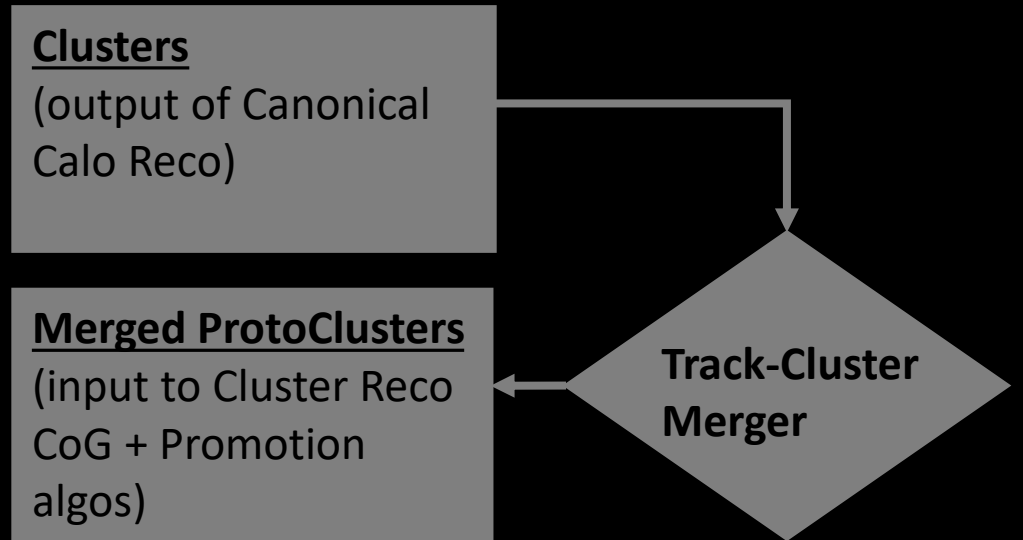 Clusters
(output of Canonical
Calo Reco)
Merged ProtoClusters
(input to Cluster Reco
CoG + Promotion
algos)
Track-Cluster
Merger